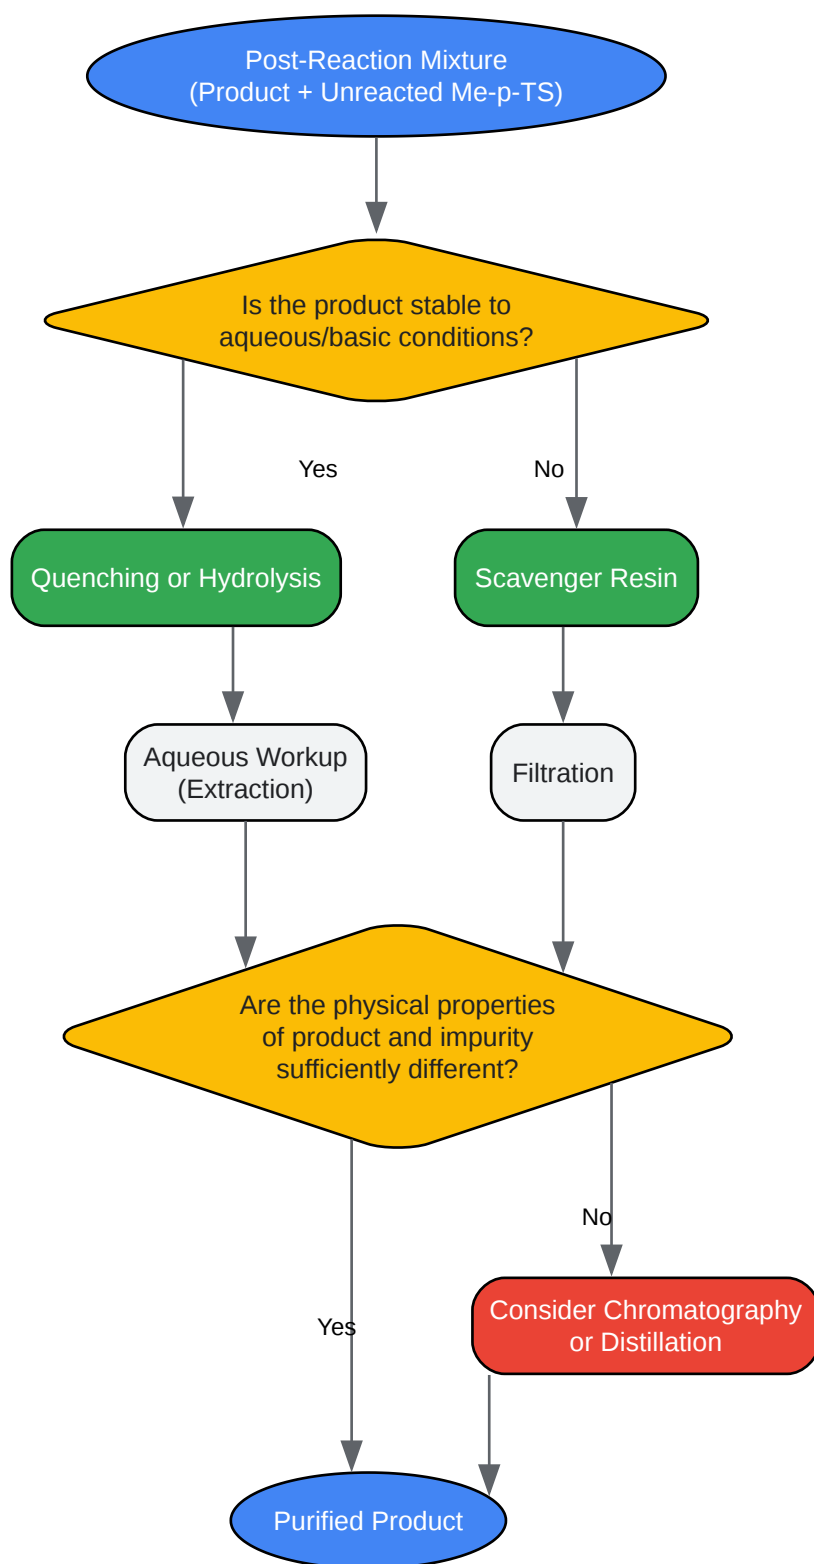 Post-Reaction Mixture
(Product + Unreacted Me-p-TS)
Is the product stable to
aqueous/basic conditions?
Yes
No
Quenching or Hydrolysis
Scavenger Resin
Aqueous Workup
(Extraction)
Filtration
Are the physical properties
of product and impurity
sufficiently different?
No
Yes
Consider Chromatography
or Distillation
Purified Product